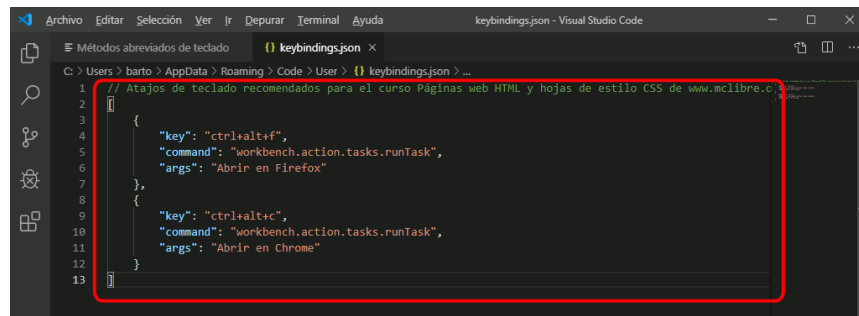 Archivo Editar Selección Ver Ir Depurar Terminal Ayuda keybindings.json - Visual Studio Code
Métodos abreviados de teclado {} keybindings.json ×
C: > Users > barto > AppData > Roaming > Code > User > {} keybindings.json > ...
1 // Atajos de teclado recomendados para el curso Páginas web HTML y hojas de estilo CSS de www.mclibre.o
2 [
3 {
4 "key": "ctrl+alt+f",
5 "command": "workbench.action.tasks.runTask",
6 "args": "Abrir en Firefox"
7 },
8 {
9 "key": "ctrl+alt+c",
10 "command": "workbench.action.tasks.runTask",
11 "args": "Abrir en Chrome"
12 }
13 ]